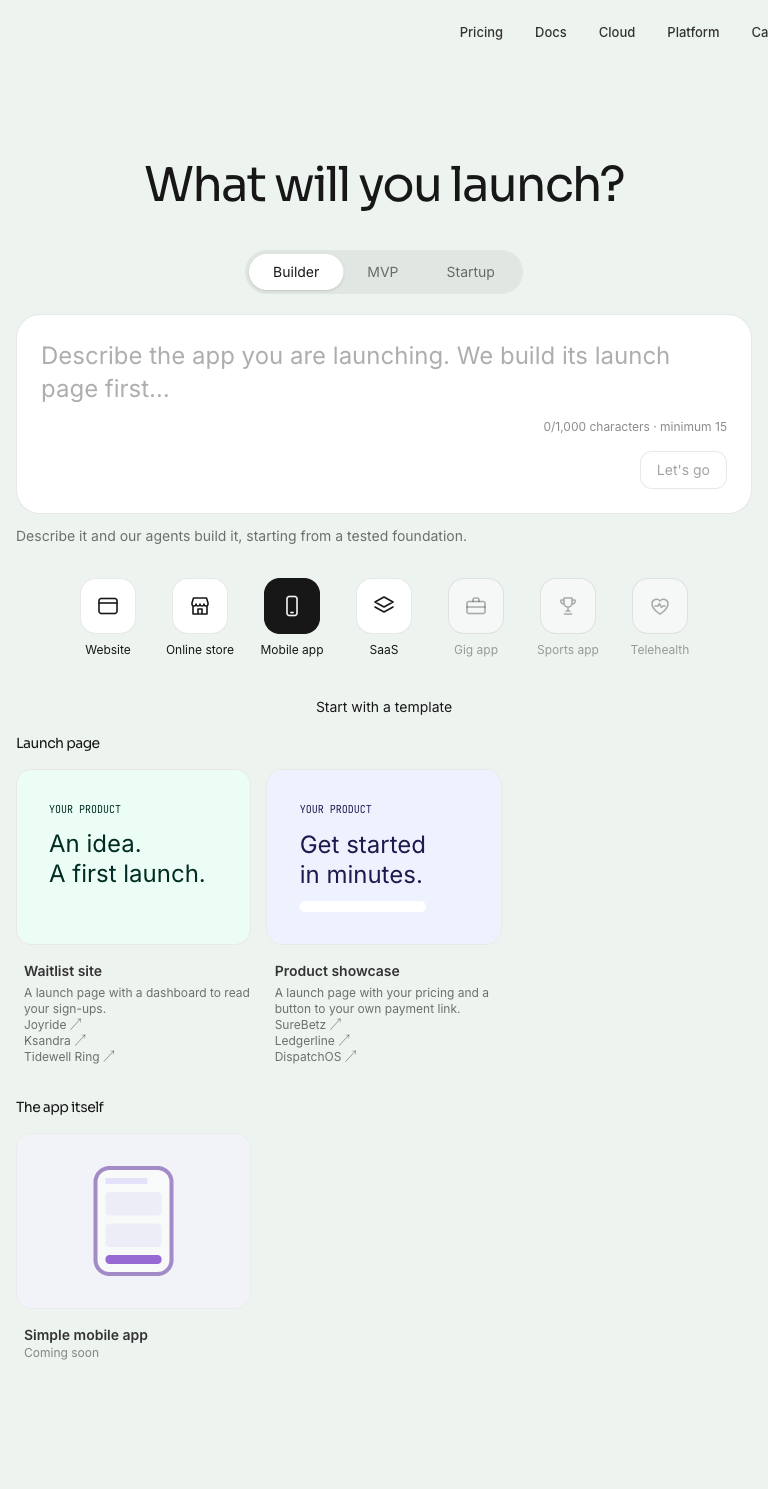 Pricing Docs Cloud Platform Ca
What will you launch?
Builder MVP Startup
Describe the app you are launching. We build its launch
page first...
0/1,000 characters · minimum 15
Let's go
Describe it and our agents build it, starting from a tested foundation.
Website Online store Mobile app SaaS Gig app Sports app Telehealth
Start with a template
Launch page
YOUR PRODUCT
An idea.
A first launch.
YOUR PRODUCT
Get started
in minutes.
Waitlist site
A launch page with a dashboard to read
your sign-ups.
Joyride ↗
Ksandra ↗
Tidewell Ring ↗
Product showcase
A launch page with your pricing and a
button to your own payment link.
SureBetz ↗
Ledgerline ↗
DispatchOS ↗
The app itself
Simple mobile app
Coming soon